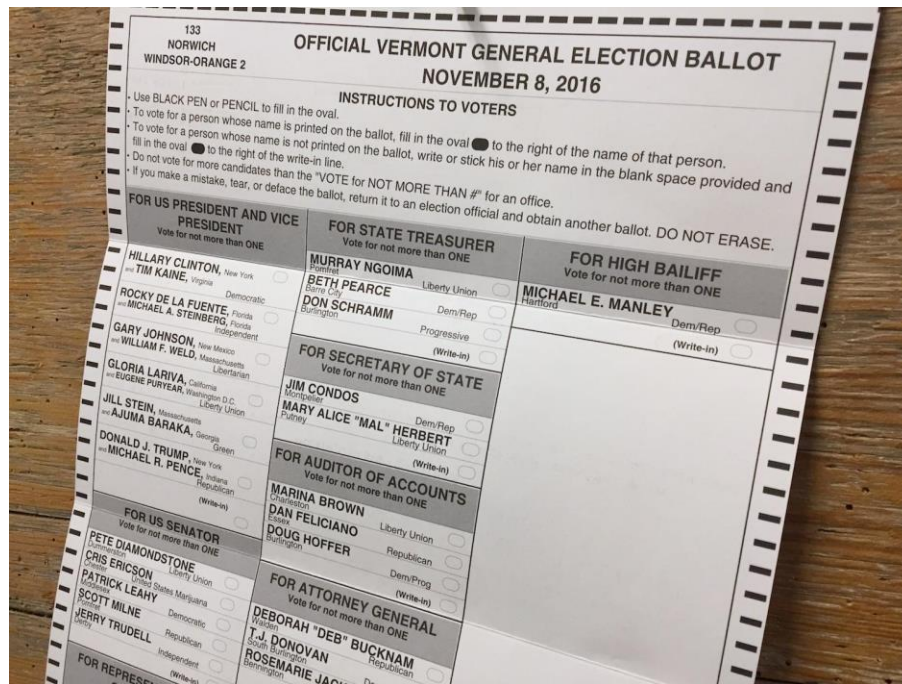 133
NORWICH
WINDSOR-ORANGE 2
OFFICIAL VERMONT GENERAL ELECTION BALLOT
NOVEMBER 8, 2016
INSTRUCTIONS TO VOTERS
• Use BLACK PEN or PENCIL to fill in the oval.
• To vote for a person whose name is printed on the ballot, fill in the oval to the right of the name of that person.
• To vote for a person whose name is not printed on the ballot, write or stick his or her name in the blank space provided and
fill in the oval to the right of the write-in line.
• Do not vote for more candidates than the "VOTE for NOT MORE THAN #" for an office.
• If you make a mistake, tear, or deface the ballot, return it to an election official and obtain another ballot. DO NOT ERASE.
FOR US PRESIDENT AND VICE
PRESIDENT
Vote for not more than ONE
HILLARY CLINTON, New York
and TIM KAINE, Virginia
Democratic
ROCKY DE LA FUENTE, Florida
and MICHAEL A. STEINBERG, Florida
Independent
GARY JOHNSON, New Mexico
and WILLIAM F. WELD, Massachusetts
Libertarian
GLORIA LARIVA, California
and EUGENE PURYEAR, Washington D.C.
Liberty Union
JILL STEIN, Massachusetts
and AJUMA BARAKA, Georgia
Green
DONALD J. TRUMP, New York
and MICHAEL R. PENCE, Indiana
Republican
(Write-in)
FOR US SENATOR
Vote for not more than ONE
PETE DIAMONDSTONE
Dummerston Liberty Union
CRIS ERICSON
Chester United States Marijuana
PATRICK LEAHY
Middlesex Democratic
SCOTT MILNE
Pomfret Republican
JERRY TRUDELL
Derby Independent
(Write-in)
FOR STATE TREASURER
Vote for not more than ONE
MURRAY NGOIMA
Pomfret Liberty Union
BETH PEARCE
Barre City Dem/Rep
DON SCHRAMM
Burlington Progressive
(Write-in)
FOR SECRETARY OF STATE
Vote for not more than ONE
JIM CONDOS
Montpelier Dem/Rep
MARY ALICE "MAL" HERBERT
Putney Liberty Union
(Write-in)
FOR AUDITOR OF ACCOUNTS
Vote for not more than ONE
MARINA BROWN
Charleston Liberty Union
DAN FELICIANO
Essex Republican
DOUG HOFFER
Burlington Dem/Prog
(Write-in)
FOR ATTORNEY GENERAL
Vote for not more than ONE
DEBORAH "DEB" BUCKNAM
Walden Republican
T.J. DONOVAN
South Burlington
ROSEMARIE
Bennington
FOR HIGH BAILIFF
Vote for not more than ONE
MICHAEL E. MANLEY
Hartford Dem/Rep
(Write-in)